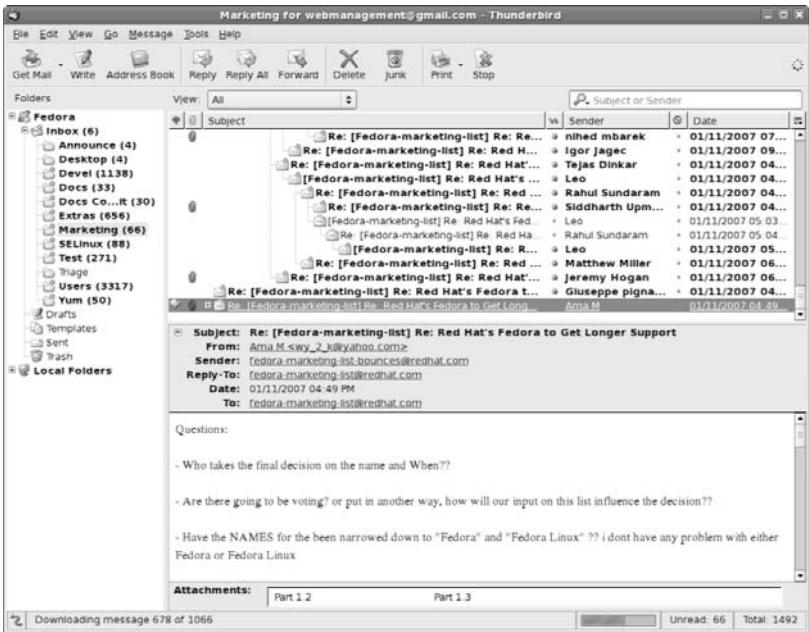 Marketing for webmanagement@gmail.com - Thunderbird
File Edit View Go Message Tools Help
Get Mail Write Address Book Reply Reply All Forward Delete Junk Print Stop
Folders View: All Subject or Sender
Subject Sender Date
Fedora
Inbox (6)
Announce (4)
Desktop (4)
Devel (1138)
Docs (33)
Docs Co...it (30)
Extras (656)
Marketing (66)
SELinux (88)
Test (271)
Triage
Users (3317)
Yum (50)
Drafts
Templates
Sent
Trash
Local Folders
Re: [Fedora-marketing-list] Re: Re... nihed mbarek 01/11/2007 07...
Re: [Fedora-marketing-list] Re: Red H... Igor Jagec 01/11/2007 09...
Re: [Fedora-marketing-list] Re: Red Hat'... Tejas Dinkar 01/11/2007 04...
[Fedora-marketing-list] Re: Red Hat's ... Leo 01/11/2007 04...
Re: [Fedora-marketing-list] Re: Red ... Rahul Sundaram 01/11/2007 04...
Re: [Fedora-marketing-list] Re: Re... Siddharth Upm... 01/11/2007 04...
[Fedora-marketing-list] Re: Red Hat's Fed... Leo 01/11/2007 05:03...
Re: [Fedora-marketing-list] Re: Red Ha... Rahul Sundaram 01/11/2007 05:04...
[Fedora-marketing-list] Re: R... Leo 01/11/2007 05...
Re: [Fedora-marketing-list] Re: Red ... Matthew Miller 01/11/2007 06...
Re: [Fedora-marketing-list] Re: Red Hat'... Jeremy Hogan 01/11/2007 06...
Re: [Fedora-marketing-list] Re: Red Hat's Fedora t... Giuseppe pigna... 01/11/2007 04...
Re: [Fedora-marketing-list] Re: Red Hat's Fedora to Get Long... Ama M 01/11/2007 04:49...
Subject: Re: [Fedora-marketing-list] Re: Red Hat's Fedora to Get Longer Support
From: Ama M <wy_2_k@yahoo.com>
Sender: fedora-marketing-list-bounces@redhat.com
Reply-To: fedora-marketing-list@redhat.com
Date: 01/11/2007 04:49 PM
To: fedora-marketing-list@redhat.com
Questions:
- Who takes the final decision on the name and When??
- Are there going to be voting? or put in another way, how will our input on this list influence the decision??
- Have the NAMES for the been narrowed down to "Fedora" and "Fedora Linux" ?? i dont have any problem with either
Fedora or Fedora Linux
Attachments: Part 1.2 Part 1.3
Downloading message 678 of 1066 Unread: 66 Total: 1492